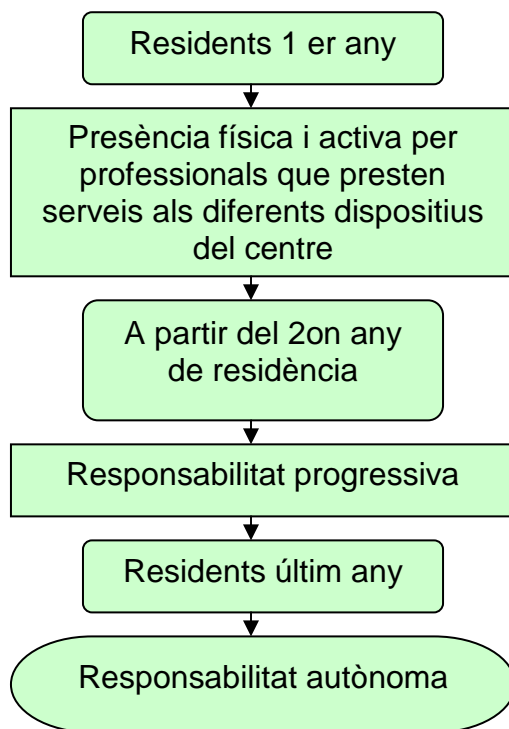 Residents 1 er any
Presència física i activa per
professionals que presten
serveis als diferents dispositius
del centre
A partir del 2on any
de residència
Responsabilitat progressiva
Residents últim any
Responsabilitat autònoma